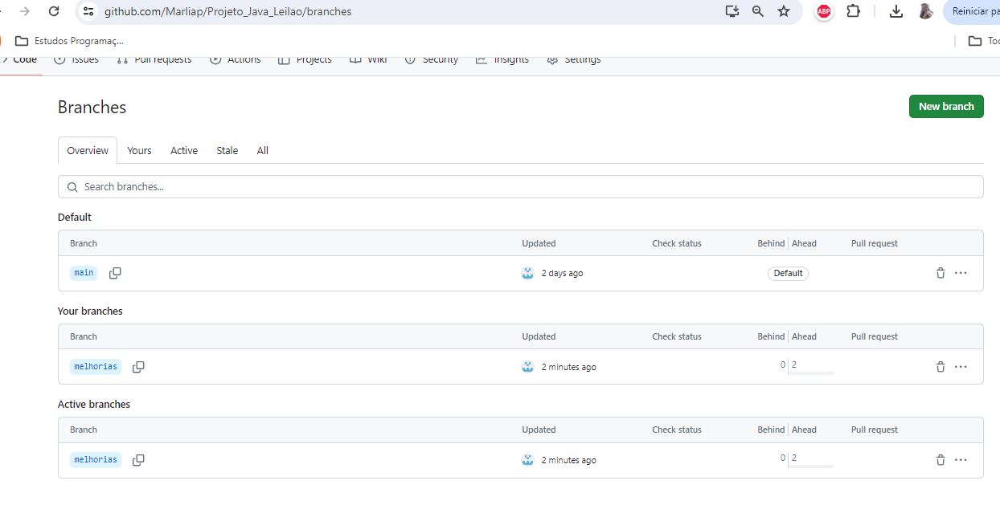 github.com/Marliap/Projeto_Java_Leilao/branches
ABP
Reiniciar pa
Estudos Programaç...
Too
Code Issues Pull requests Actions Projects Wiki Security Insights Settings
Branches
New branch
Overview Yours Active Stale All
Search branches...
Default
Branch Updated Check status Behind Ahead Pull request
main 2 days ago Default
Your branches
Branch Updated Check status Behind Ahead Pull request
melhorias 2 minutes ago 0 2
Active branches
Branch Updated Check status Behind Ahead Pull request
melhorias 2 minutes ago 0 2